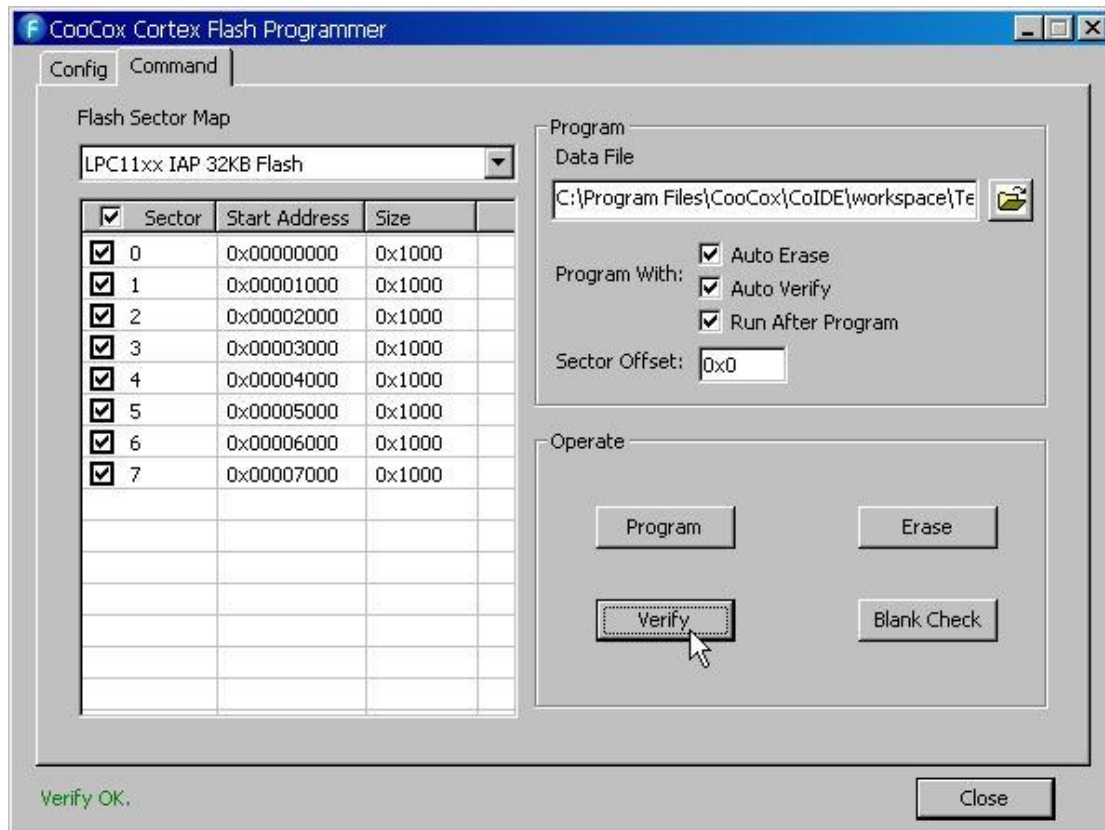 CooCox Cortex Flash Programmer
Config Command
Flash Sector Map
LPC11xx IAP 32KB Flash
Sector Start Address Size
0 0x00000000 0x1000
1 0x00001000 0x1000
2 0x00002000 0x1000
3 0x00003000 0x1000
4 0x00004000 0x1000
5 0x00005000 0x1000
6 0x00006000 0x1000
7 0x00007000 0x1000
Program
Data File
C:\Program Files\CooCox\CoIDE\workspace\Te
Program With:
Auto Erase
Auto Verify
Run After Program
Sector Offset: 0x0
Operate
Program Erase
Verify Blank Check
Verify OK.
Close